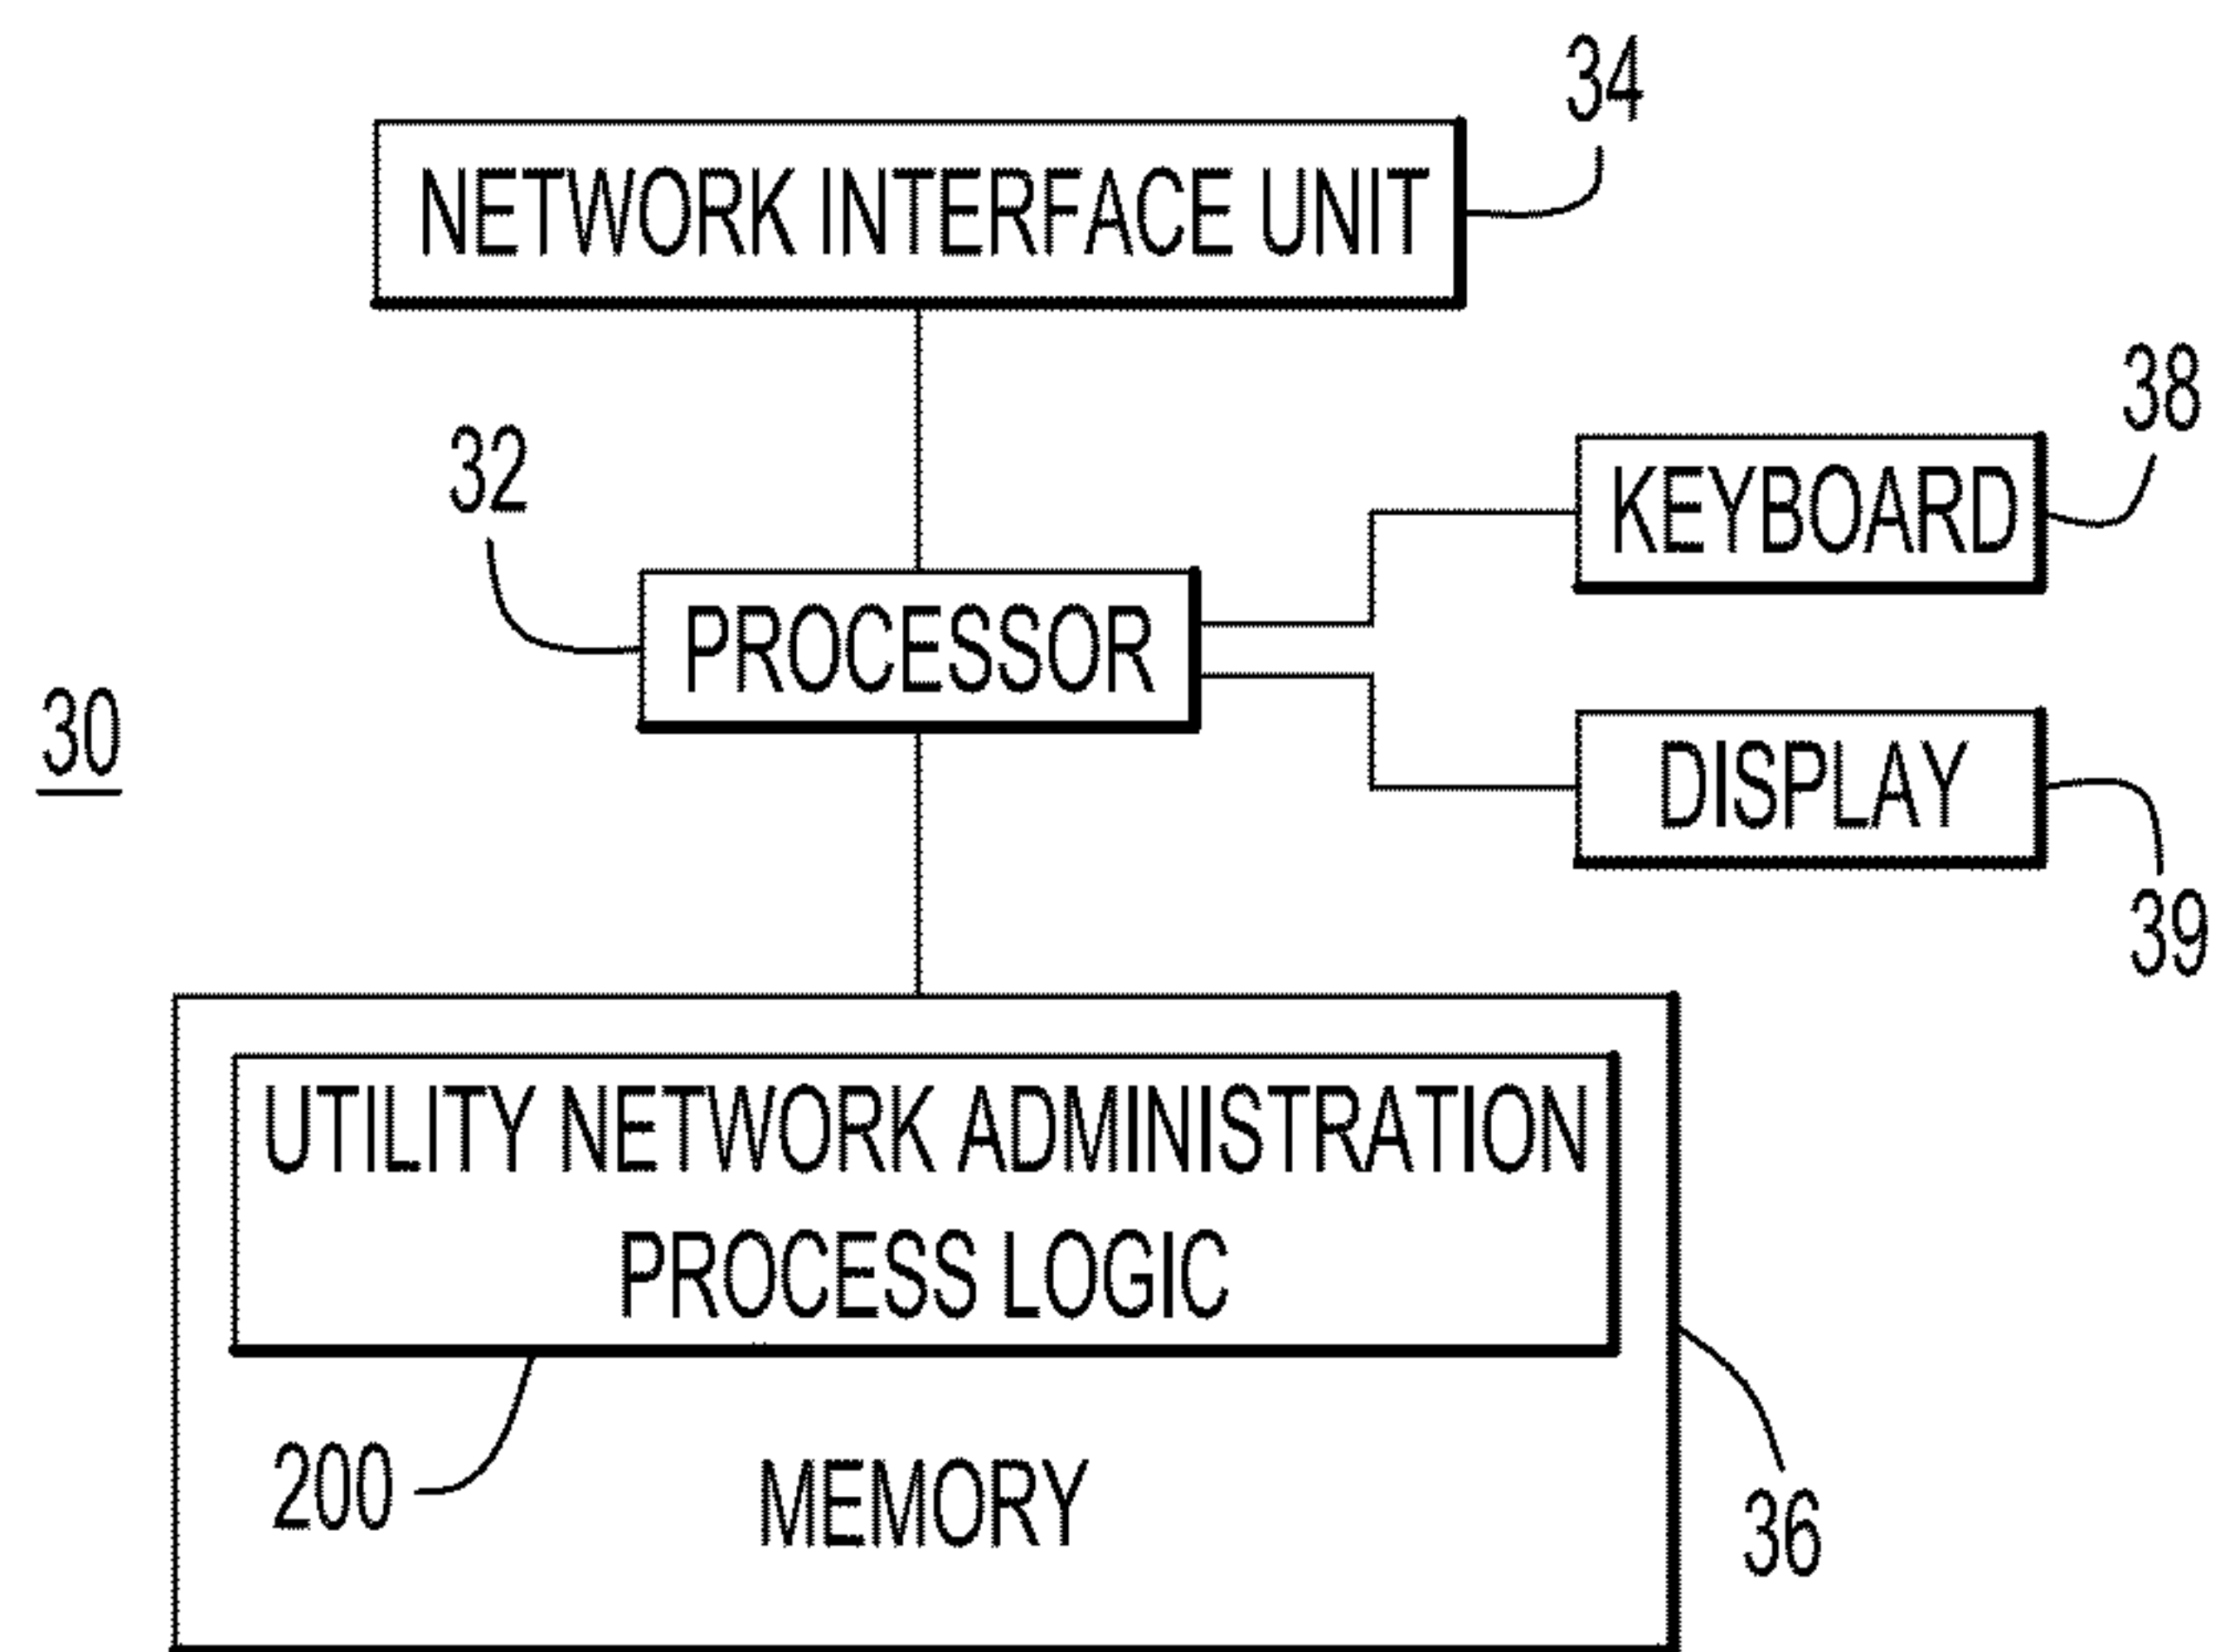 34
NETWORK INTERFACE UNIT
38
32
KEYBOARD
PROCESSOR
30
DISPLAY
39
UTILITY NETWORK ADMINISTRATION
PROCESS LOGIC
200
MEMORY
36